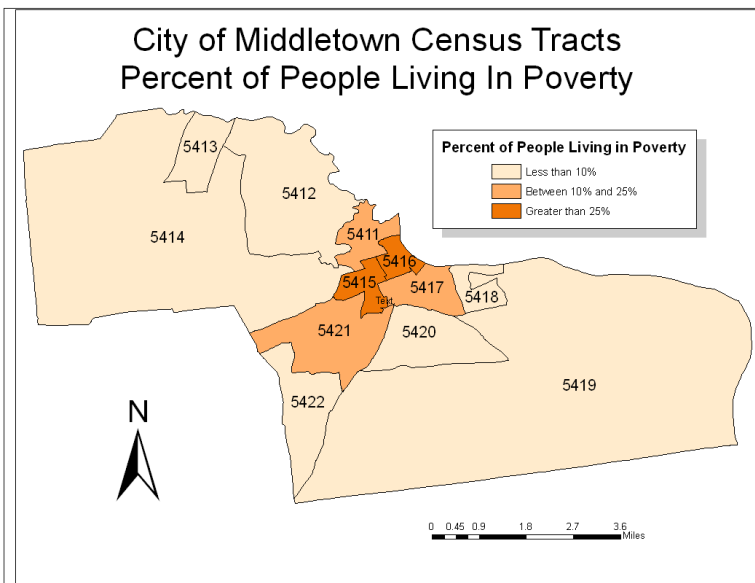 City of Middletown Census Tracts
Percent of People Living In Poverty
Percent of People Living in Poverty
Less than 10%
Between 10% and 25%
Greater than 25%
5413
5412
5414
5411
5416
5415
5417
5418
Text
5421
5420
5419
5422
N
0 0.45 0.9 1.8 2.7 3.6
Miles